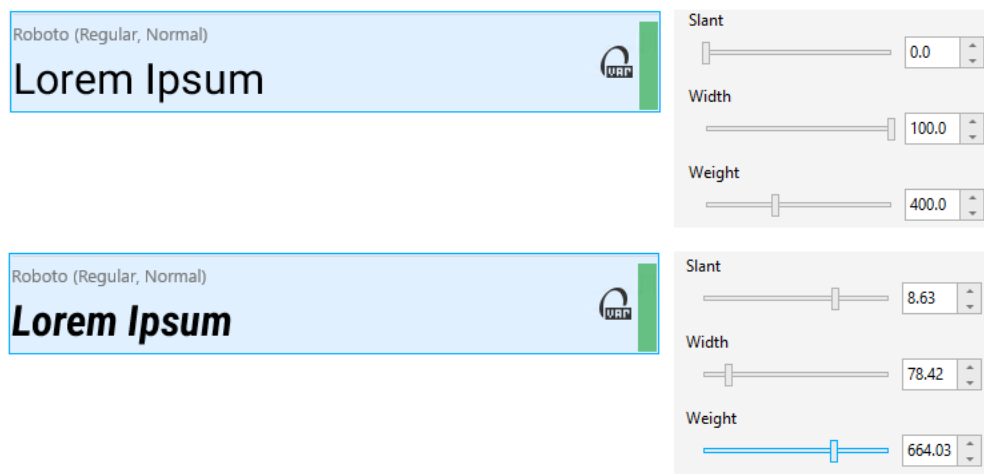 Roboto (Regular, Normal)
Lorem Ipsum
VAR
Slant
0.0
Width
100.0
Weight
400.0
Roboto (Regular, Normal)
Lorem Ipsum
VAR
Slant
8.63
Width
78.42
Weight
664.03